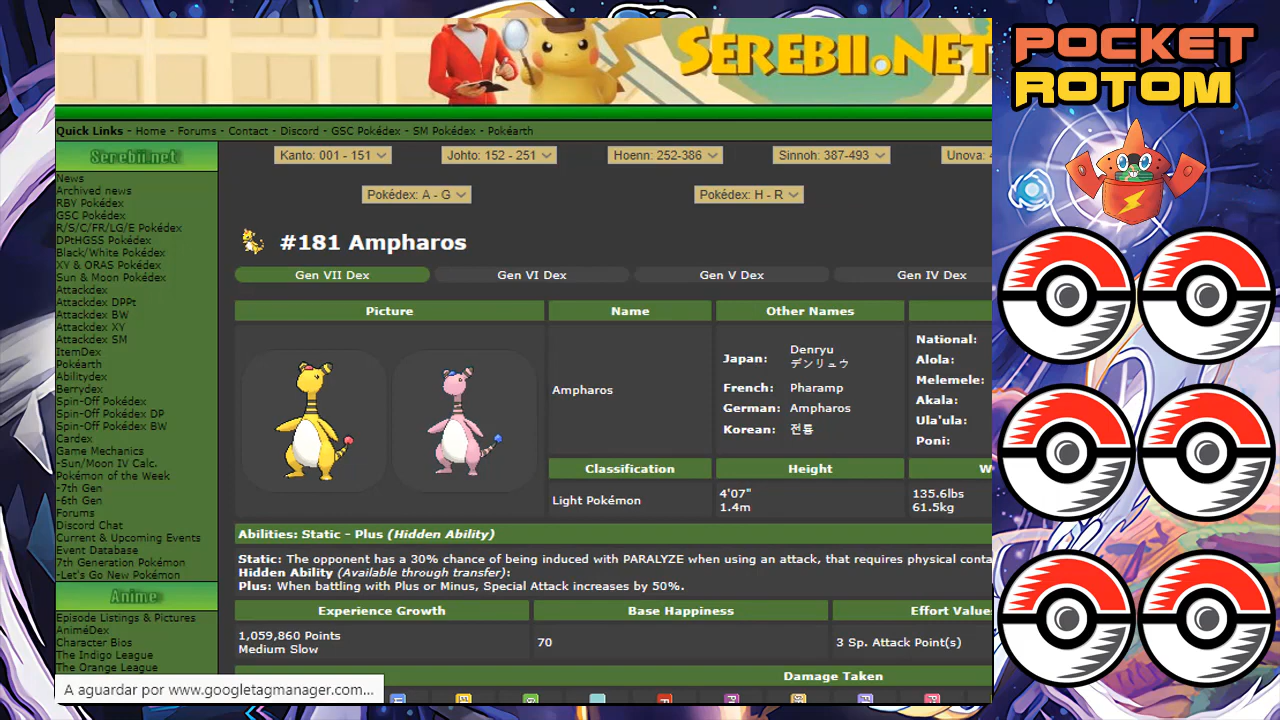 SEREBII.NET
POCKET
ROTOM
Quick Links - Home - Forums - Contact - Discord - GSC Pokédex - SM Pokédex - Pokéarth
Serebii.net
Kanto: 001 - 151
Johto: 152 - 251
Hoenn: 252-386
Sinnoh: 387-493
Unova:
Pokédex: A - G
Pokédex: H - R
News
Archived news
RBY Pokédex
GSC Pokédex
R/S/C/FR/LG/E Pokédex
DPtHGSS Pokédex
Black/White Pokédex
XY & ORAS Pokédex
Sun & Moon Pokédex
Attackdex
Attackdex DPPt
Attackdex BW
Attackdex XY
Attackdex SM
ItemDex
Pokéarth
Abilitydex
Berrydex
Spin-Off Pokédex
Spin-Off Pokédex DP
Spin-Off Pokédex BW
Cardex
Game Mechanics
-Sun/Moon IV Calc.
Pokémon of the Week
-7th Gen
-6th Gen
Forums
Discord Chat
Current & Upcoming Events
Event Database
7th Generation Pokémon
-Let's Go New Pokémon
Anime
Episode Listings & Pictures
AniméDex
Character Bios
The Indigo League
The Orange League
#181 Ampharos
Gen VII Dex
Gen VI Dex
Gen V Dex
Gen IV Dex
Picture
Name
Other Names
Ampharos
Japan: Denryu
デンリュウ
French: Pharamp
German: Ampharos
Korean: 전룡
National:
Alola:
Melemele:
Akala:
Ula'ula:
Poni:
Classification
Height
W
Light Pokémon
4'07"
1.4m
135.6lbs
61.5kg
Abilities: Static - Plus (Hidden Ability)
Static: The opponent has a 30% chance of being induced with PARALYZE when using an attack, that requires physical conta
Hidden Ability (Available through transfer):
Plus: When battling with Plus or Minus, Special Attack increases by 50%.
Experience Growth
Base Happiness
Effort Value
1,059,860 Points
Medium Slow
70
3 Sp. Attack Point(s)
Damage Taken
A aguardar por www.googletagmanager.com...